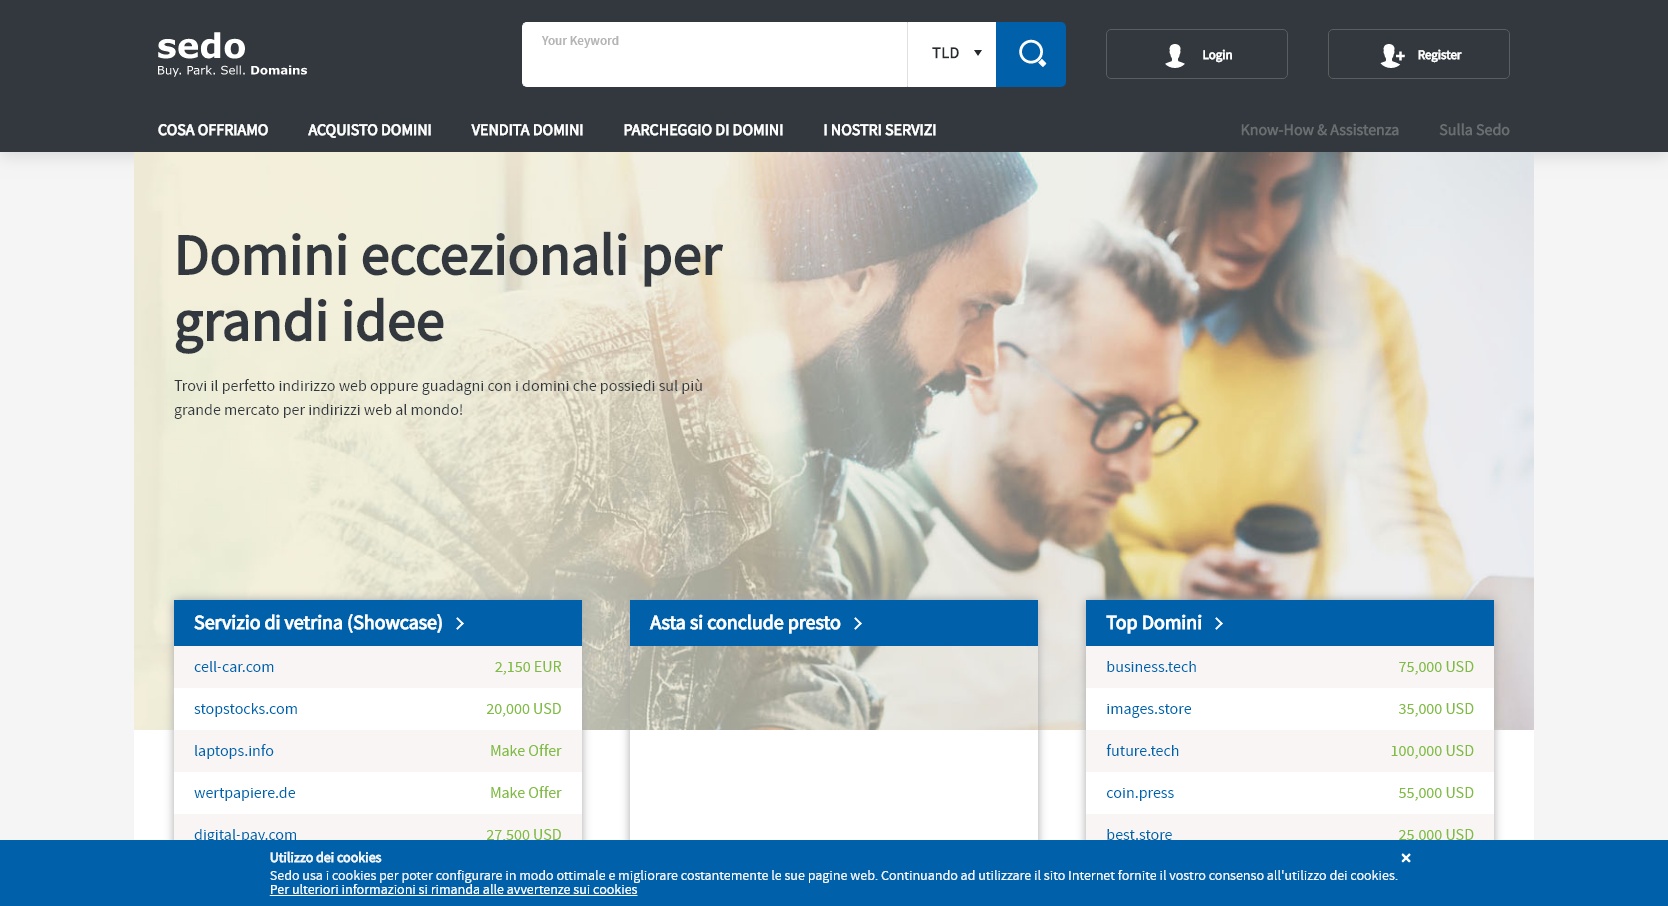 sedo
Buy. Park. Sell. Domains
Your Keyword
TLD
Login
Register
COSA OFFRIAMO
ACQUISTO DOMINI
VENDITA DOMINI
PARCHEGGIO DI DOMINI
I NOSTRI SERVIZI
Know-How & Assistenza
Sulla Sedo
Domini eccezionali per
grandi idee
Trovi il perfetto indirizzo web oppure guadagni con i domini che possiedi sul più
grande mercato per indirizzi web al mondo!
Servizio di vetrina (Showcase)
cell-car.com 2,150 EUR
stopstocks.com 20,000 USD
laptops.info Make Offer
wertpapiere.de Make Offer
digital-pay.com 27,500 USD
Asta si conclude presto
Top Domini
business.tech 75,000 USD
images.store 35,000 USD
future.tech 100,000 USD
coin.press 55,000 USD
best.store 25,000 USD
Utilizzo dei cookies
Sedo usa i cookies per poter configurare in modo ottimale e migliorare costantemente le sue pagine web. Continuando ad utilizzare il sito Internet fornite il vostro consenso all'utilizzo dei cookies.
Per ulteriori informazioni si rimanda alle avvertenze sui cookies